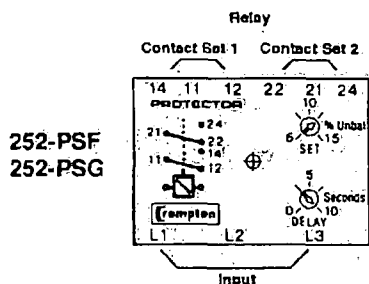 Relay
Contact Set 1 Contact Set 2
14 11 12 22 21 24
PROTECTOR
10
24
21
22
% Unbal
6 15
SET
14
11
12
252-PSF
252-PSG
5
Seconds
0 10
DELAY
Crompton
L1 L2 L3
Input